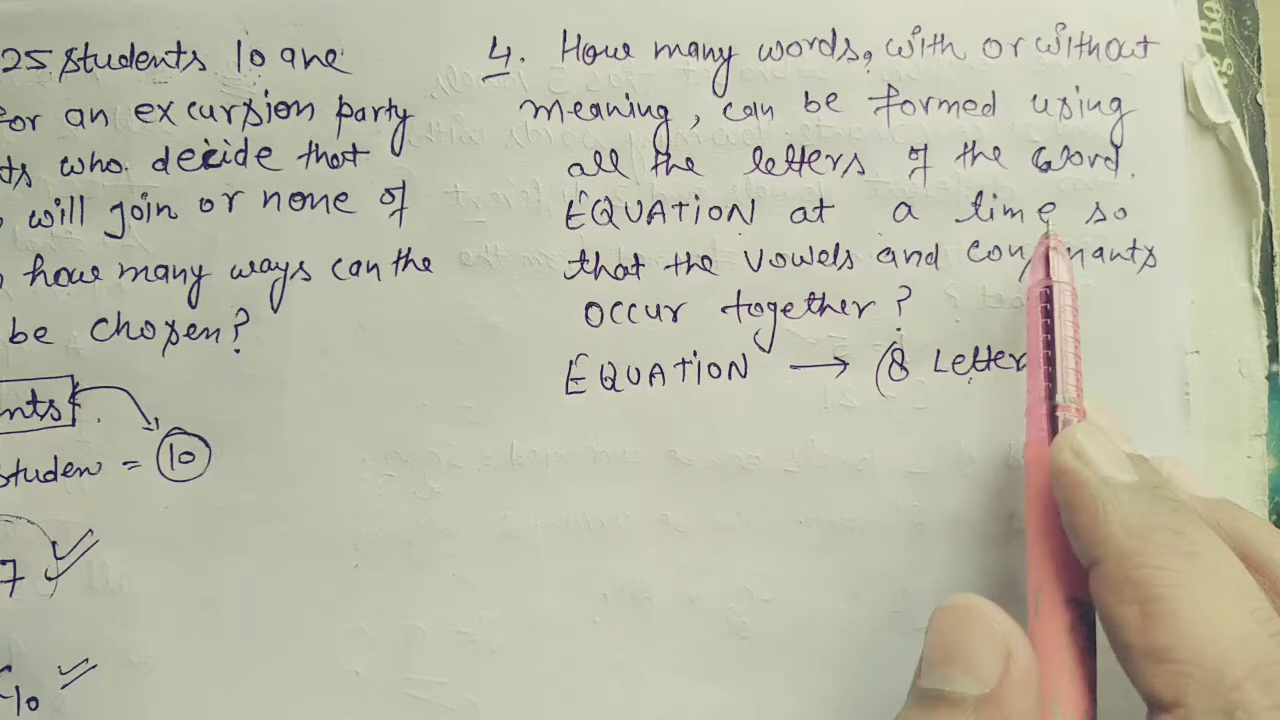 25 students 10 are
for an excursion party
ts who decide that
will join or none of
how many ways can the
be chosen?
nts
studen = 10
7
10
4. How many words, with or without
meaning, can be formed using
all the letters of the word.
EQUATION at a time so
that the vowels and con nants
occur together?
EQUATION → (8 Letter